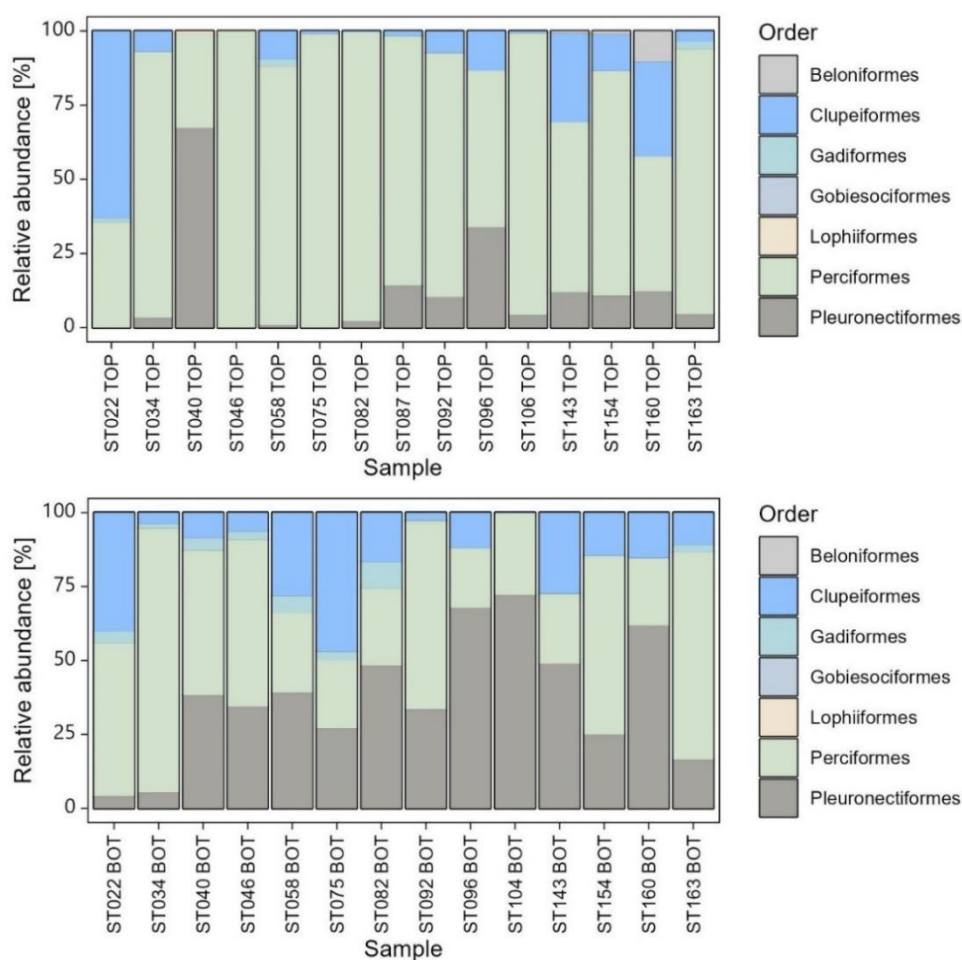 Relative abundance [%]
100
75
50
25
0
ST022 TOP
ST034 TOP
ST040 TOP
ST046 TOP
ST058 TOP
ST075 TOP
ST082 TOP
ST087 TOP
ST092 TOP
ST096 TOP
ST106 TOP
ST143 TOP
ST154 TOP
ST160 TOP
ST163 TOP
Sample
Order
Beloniformes
Clupeiformes
Gadiformes
Gobiesociformes
Lophiiformes
Perciformes
Pleuronectiformes
Relative abundance [%]
100
75
50
25
0
ST022 BOT
ST034 BOT
ST040 BOT
ST046 BOT
ST058 BOT
ST075 BOT
ST082 BOT
ST092 BOT
ST096 BOT
ST104 BOT
ST143 BOT
ST154 BOT
ST160 BOT
ST163 BOT
Sample
Order
Beloniformes
Clupeiformes
Gadiformes
Gobiesociformes
Lophiiformes
Perciformes
Pleuronectiformes